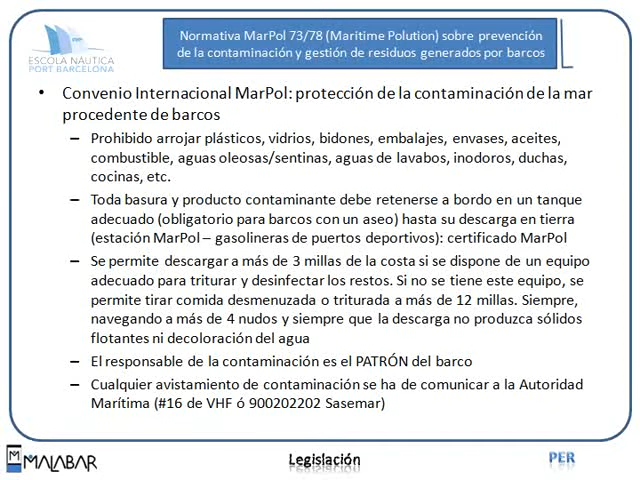 Normativa MarPol 73/78 (Maritime Polution) sobre prevención
de la contaminación y gestión de residuos generados por barcos
ESCOLA NÀUTICA
PORT BARCELONA
• Convenio Internacional MarPol: protección de la contaminación de la mar
procedente de barcos
– Prohibido arrojar plásticos, vidrios, bidones, embalajes, envases, aceites,
combustible, aguas oleosas/sentinas, aguas de lavabos, inodoros, duchas,
cocinas, etc.
– Toda basura y producto contaminante debe retenerse a bordo en un tanque
adecuado (obligatorio para barcos con un aseo) hasta su descarga en tierra
(estación MarPol – gasolineras de puertos deportivos): certificado MarPol
– Se permite descargar a más de 3 millas de la costa si se dispone de un equipo
adecuado para triturar y desinfectar los restos. Si no se tiene este equipo, se
permite tirar comida desmenuzada o triturada a más de 12 millas. Siempre,
navegando a más de 4 nudos y siempre que la descarga no produzca sólidos
flotantes ni decoloración del agua
– El responsable de la contaminación es el PATRÓN del barco
– Cualquier avistamiento de contaminación se ha de comunicar a la Autoridad
Marítima (#16 de VHF ó 900202202 Sasemar)
MALABAR
Legislación
PER